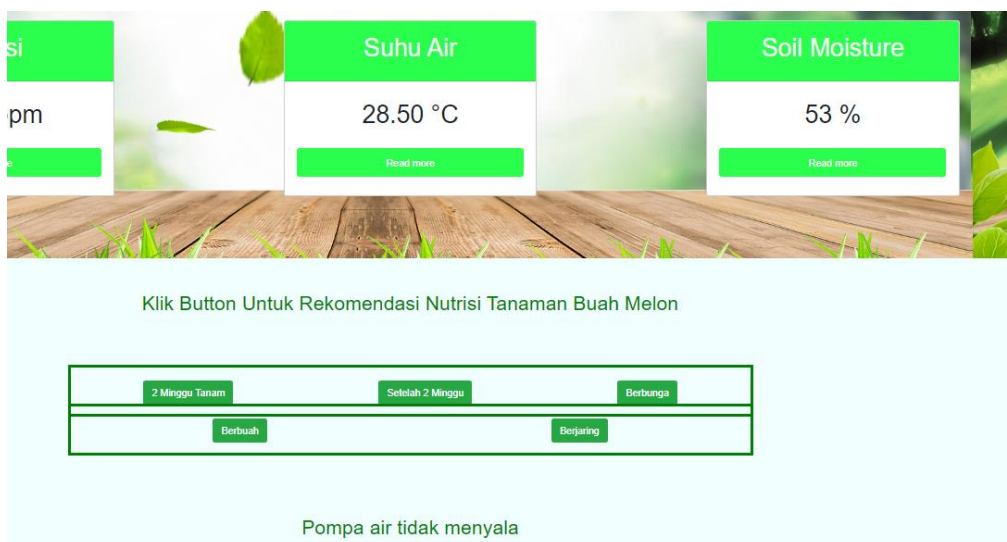 si Suhu Air Soil Moisture
pm 28.50 °C 53 %
Read more Read more
Klik Button Untuk Rekomendasi Nutrisi Tanaman Buah Melon
2 Minggu Tanam Setelah 2 Minggu Berbunga
Berbuah Berjaring
Pompa air tidak menyala